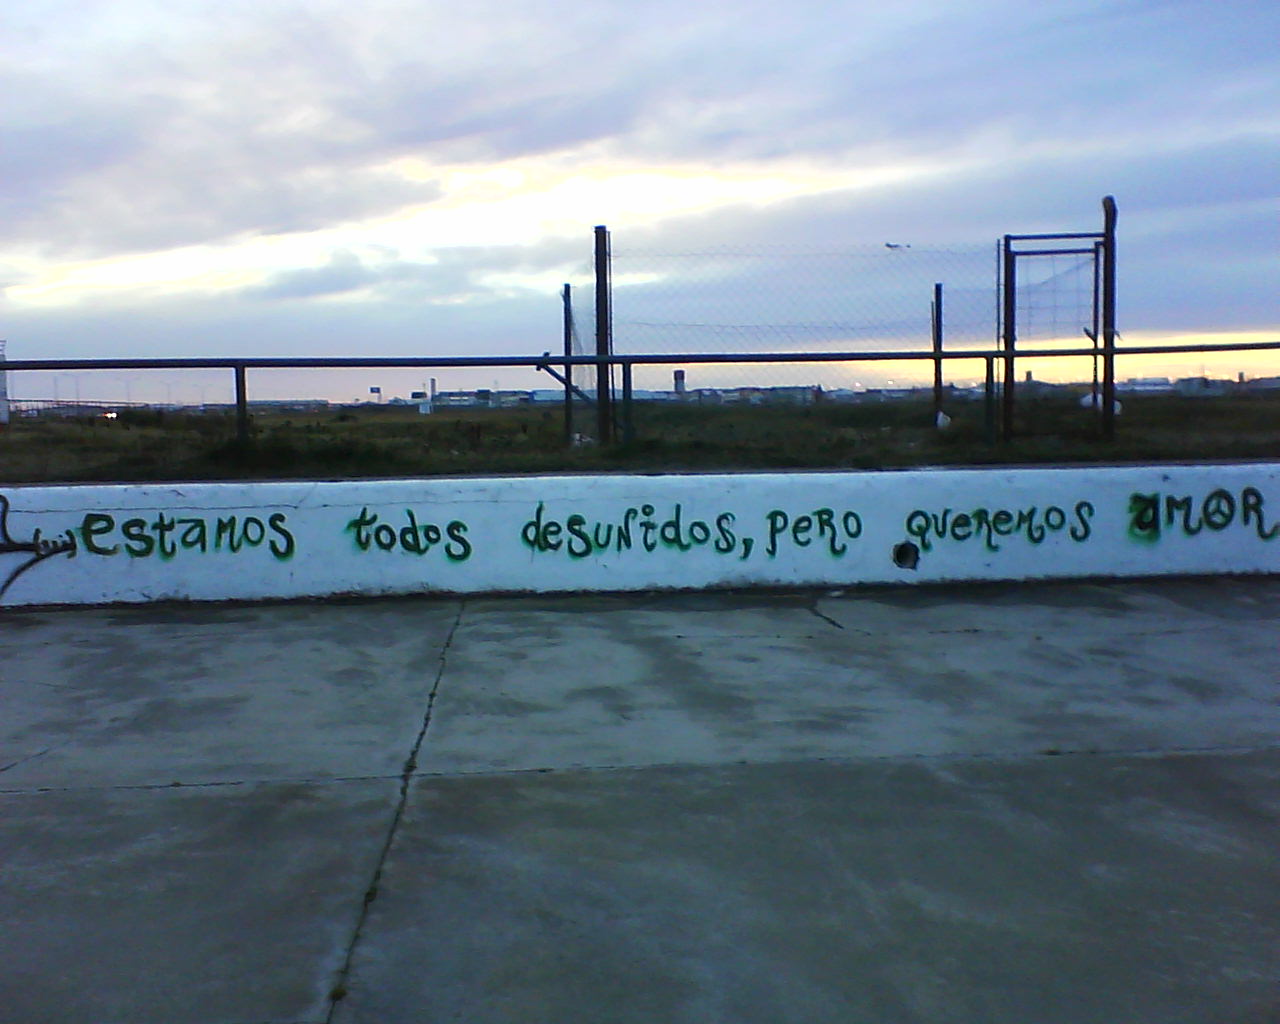 estamos todos desunidos, pero queremos amor